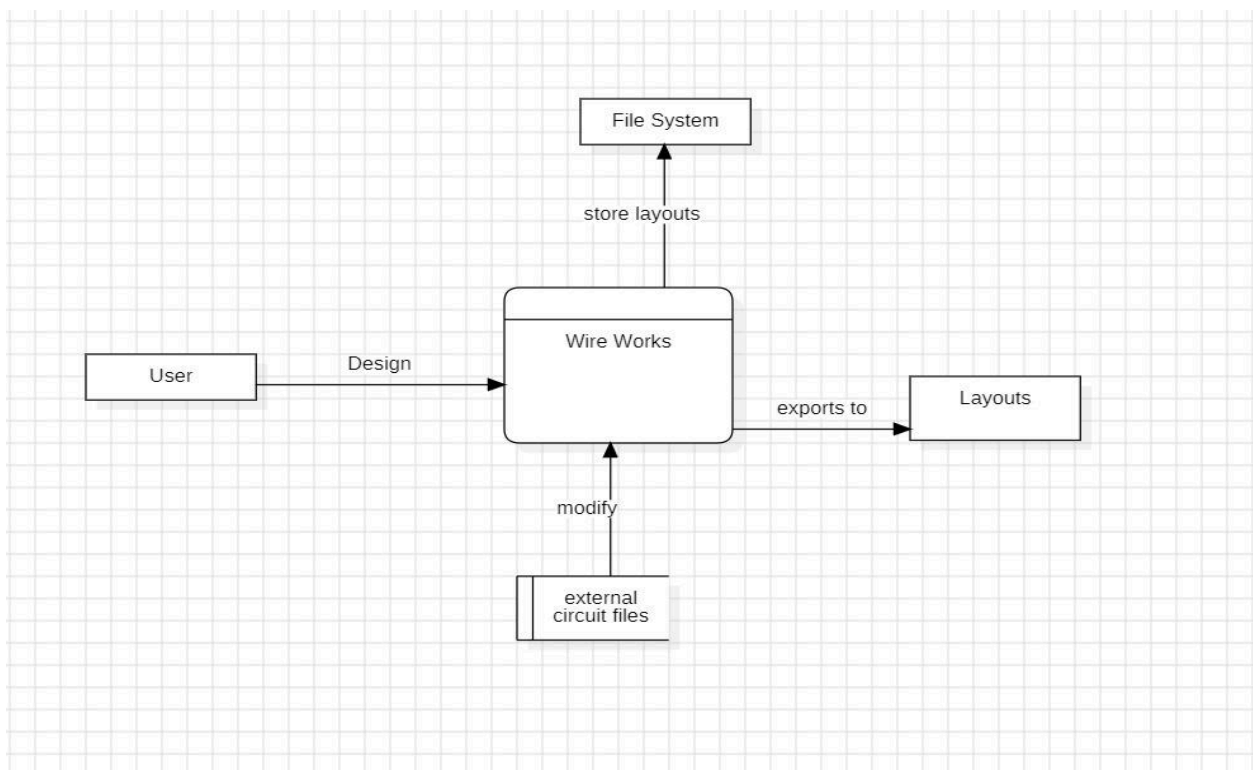 File System
store layouts
Wire Works
User
Design
exports to
Layouts
modify
external
circuit files